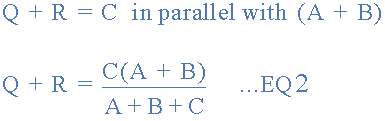 Q + R = C in parallel with (A + B)
Q + R = C(A + B) / A + B + C ...EQ2